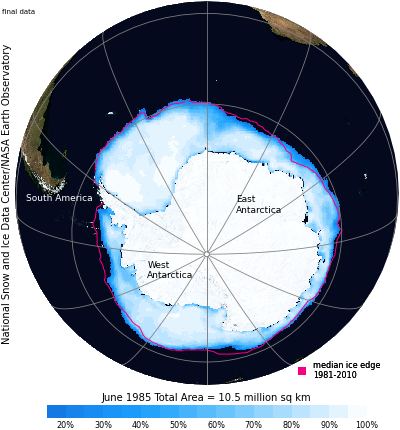 final data
National Snow and Ice Data Center/NASA Earth Observatory
South America
East
Antarctica
West
Antarctica
median ice edge
1981-2010
June 1985 Total Area = 10.5 million sq km
20% 30% 40% 50% 60% 70% 80% 90% 100%